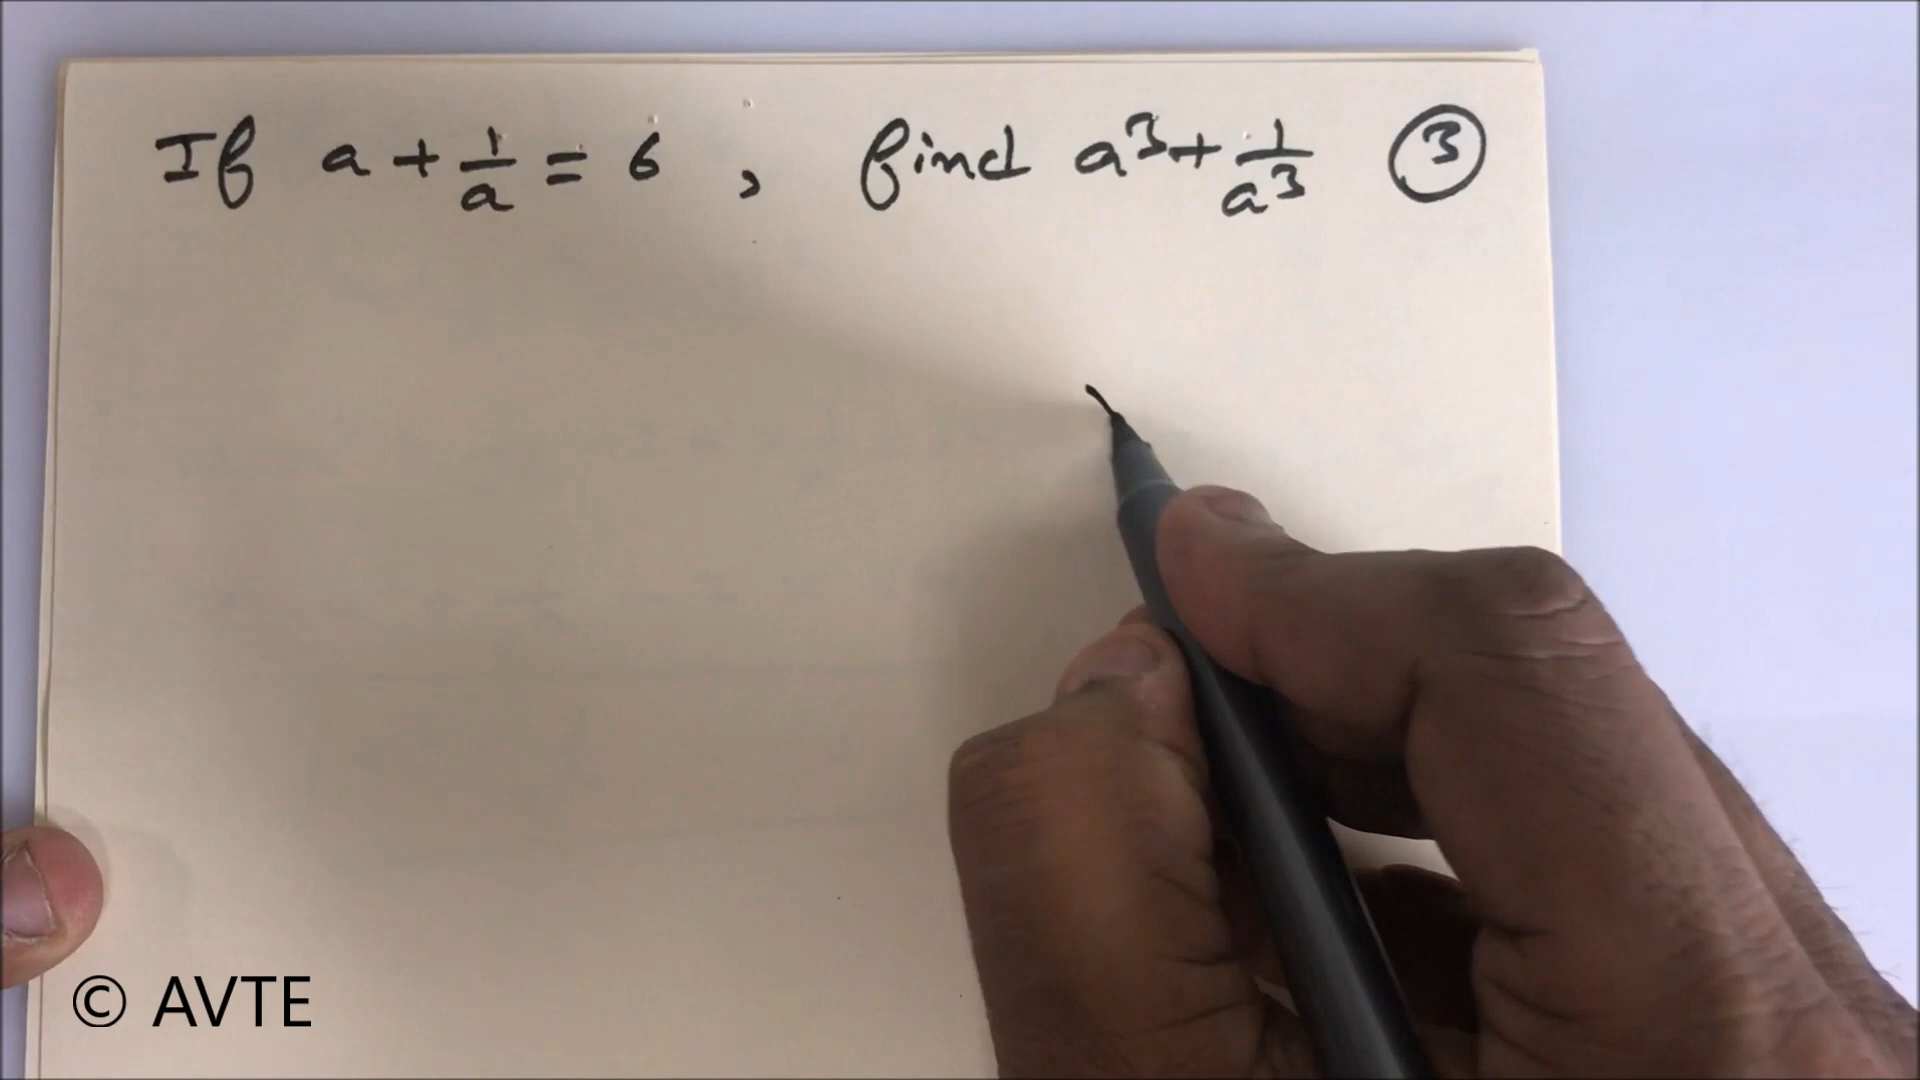 If a + 1/a = 6 , find a³ + 1/a³ ③
© AVTE